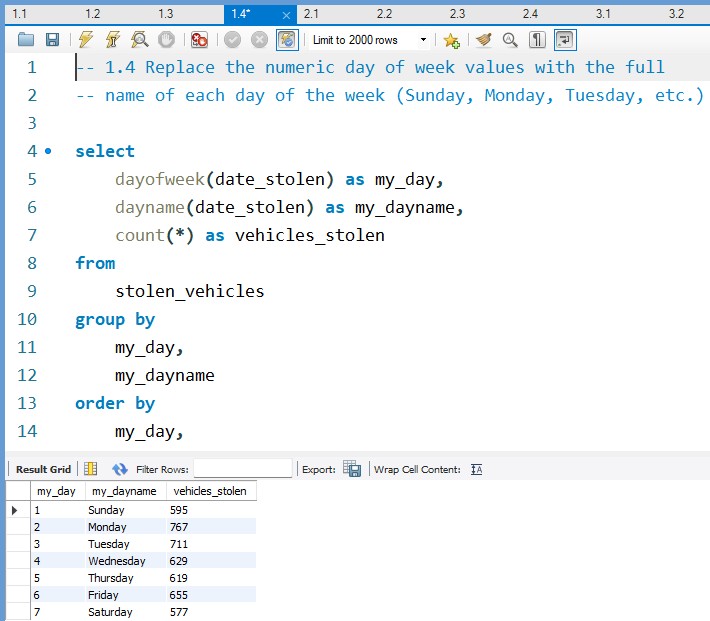 1.1 1.2 1.3 1.4* 2.1 2.2 2.3 2.4 3.1 3.2
Limit to 2000 rows
1 -- 1.4 Replace the numeric day of week values with the full
2 -- name of each day of the week (Sunday, Monday, Tuesday, etc.)
3
4 select
5 dayofweek(date_stolen) as my_day,
6 dayname(date_stolen) as my_dayname,
7 count(*) as vehicles_stolen
8 from
9 stolen_vehicles
10 group by
11 my_day,
12 my_dayname
13 order by
14 my_day,
Result Grid Filter Rows: Export: Wrap Cell Content:
my_day my_dayname vehicles_stolen
1 Sunday 595
2 Monday 767
3 Tuesday 711
4 Wednesday 629
5 Thursday 619
6 Friday 655
7 Saturday 577